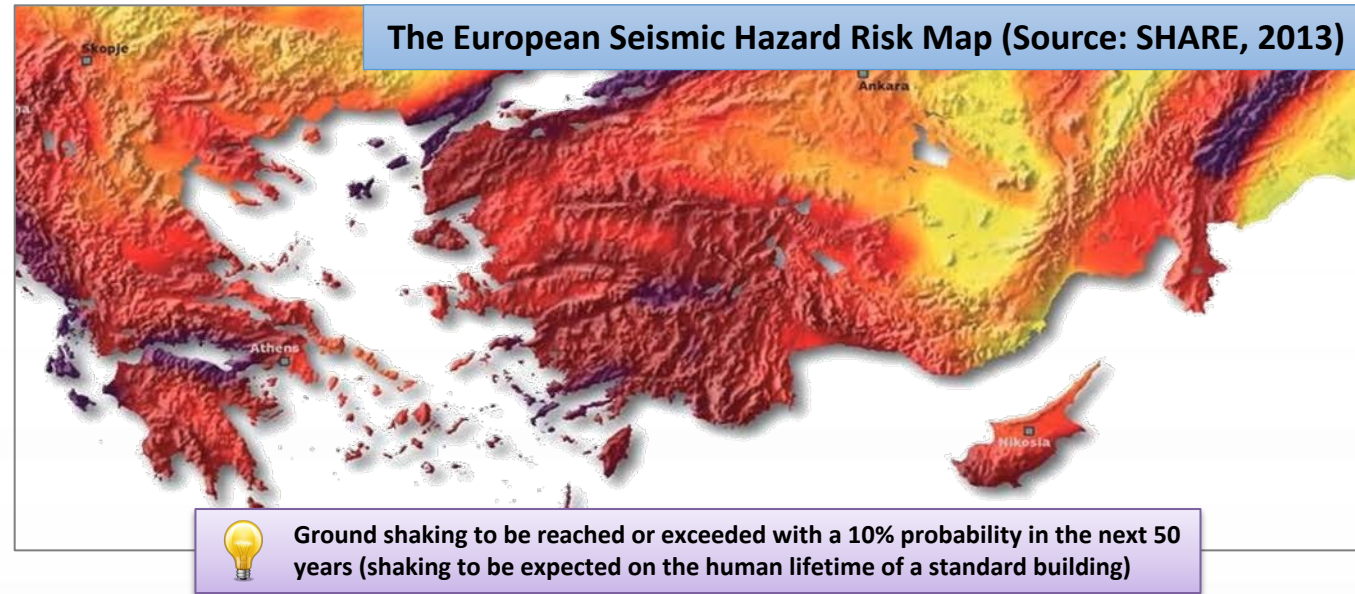 The European Seismic Hazard Risk Map (Source: SHARE, 2013)
Skopje
Ankara
na
Athens
Nikosia
Ground shaking to be reached or exceeded with a 10% probability in the next 50
years (shaking to be expected on the human lifetime of a standard building)